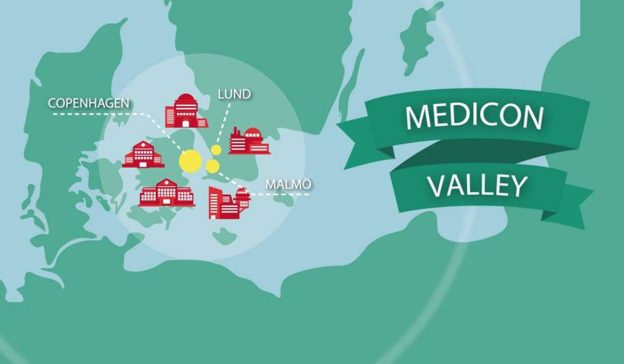 COPENHAGEN
LUND
MALMÖ
MEDICON
VALLEY